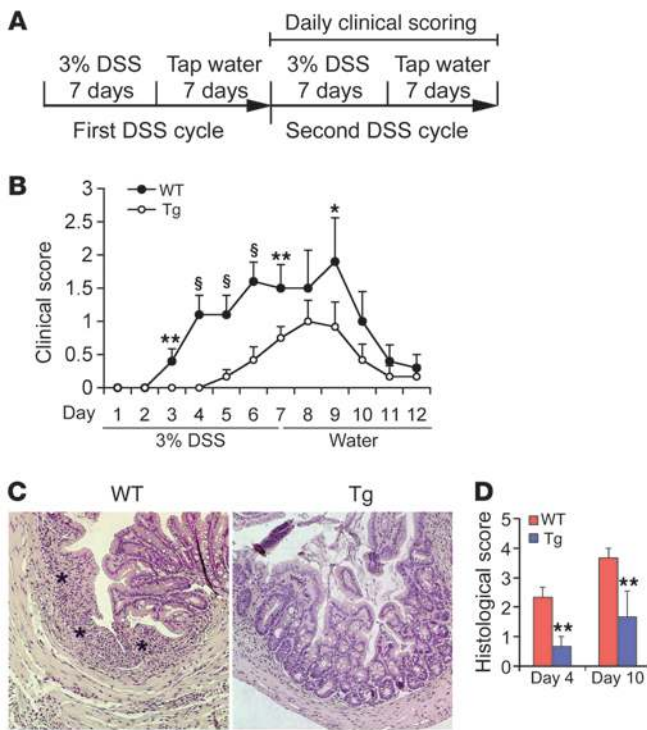 A
Daily clinical scoring
3% DSS Tap water 3% DSS Tap water
7 days 7 days 7 days 7 days
First DSS cycle Second DSS cycle
B
WT
Tg
Clinical score
3
2.5
2
1.5
1
0.5
0
** § § § ** *
Day 1 2 3 4 5 6 7 8 9 10 11 12
3% DSS Water
C
WT Tg
* * *
D
WT
Tg
Histological score
5
4
3
2
1
0
** **
Day 4 Day 10